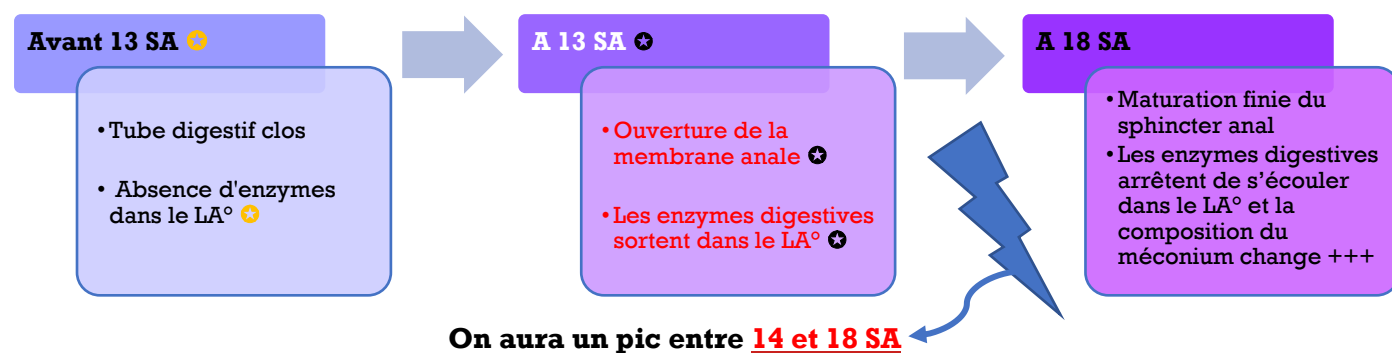 Avant 13 SA
• Tube digestif clos
• Absence d'enzymes
dans le LA°
A 13 SA
• Ouverture de la
membrane anale
• Les enzymes digestives
sortent dans le LA°
A 18 SA
• Maturation finie du
sphincter anal
• Les enzymes digestives
arrêtent de s’écouler
dans le LA° et la
composition du
méconium change +++
On aura un pic entre 14 et 18 SA